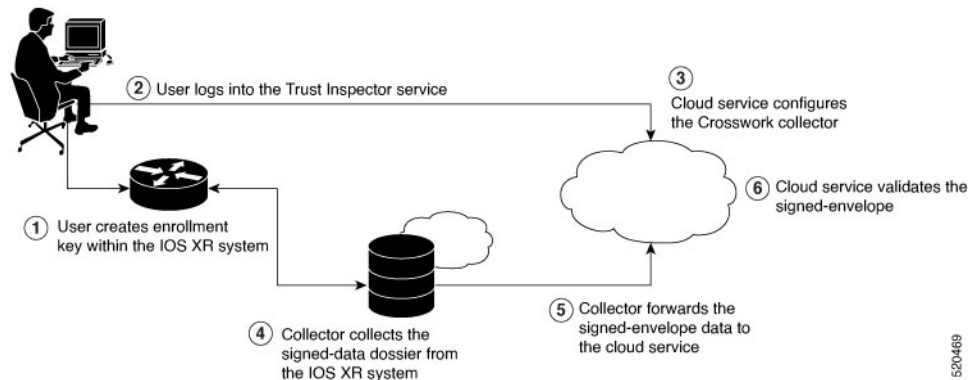 ② User logs into the Trust Inspector service
③
Cloud service configures
the Crosswork collector
⑥ Cloud service validates the
signed-envelope
① User creates enrollment
key within the IOS XR system
④ Collector collects the
signed-data dossier from
the IOS XR system
⑤ Collector forwards the
signed-envelope data to
the cloud service
520469